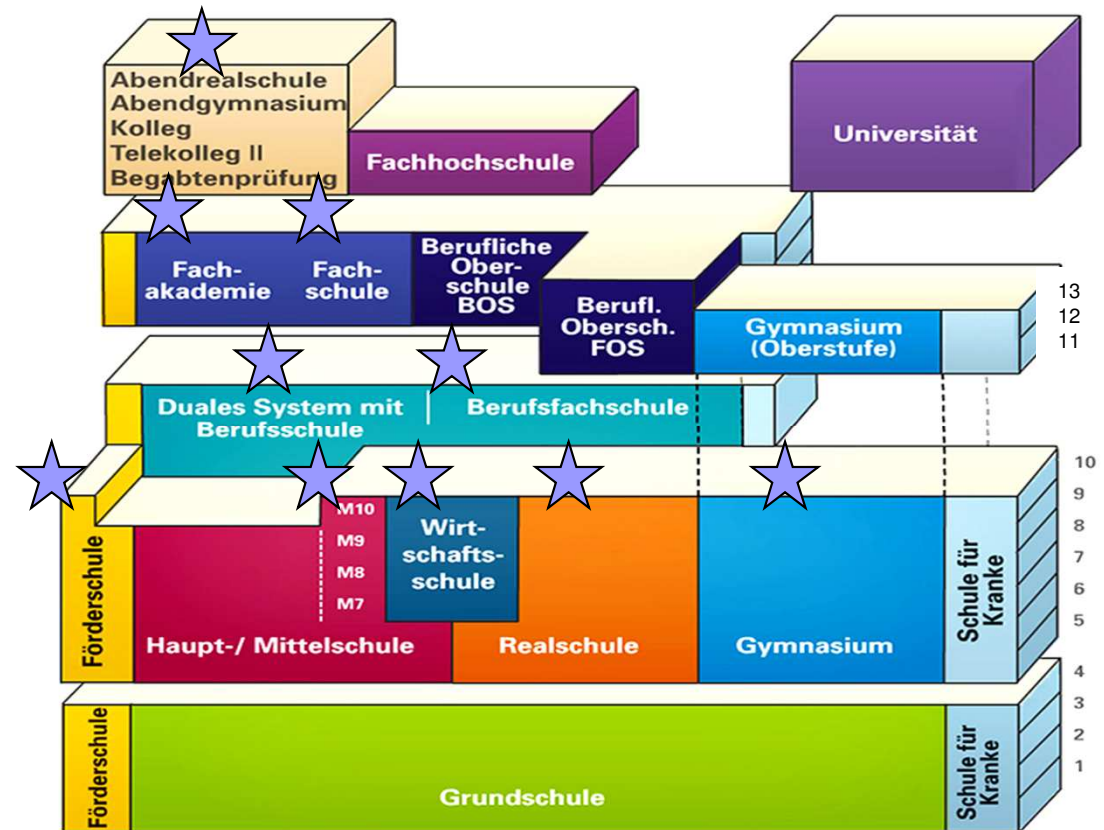 Abendrealschule
Abendgymnasium
Kolleg
Telekolleg II
Begabtenprüfung
Fachhochschule
Universität
Fach-
akademie
Fach-
schule
Berufliche
Ober-
schule
BOS
Berufl.
Obersch.
FOS
Gymnasium
(Oberstufe)
13
12
11
Duales System mit
Berufsschule
Berufsfachschule
Förderschule
Haupt-/ Mittelschule
M10
M9
M8
M7
Wirt-
schafts-
schule
Realschule
Gymnasium
Schule für
Kranke
10
9
8
7
6
5
4
3
2
1
Förderschule
Grundschule
Schule für
Kranke